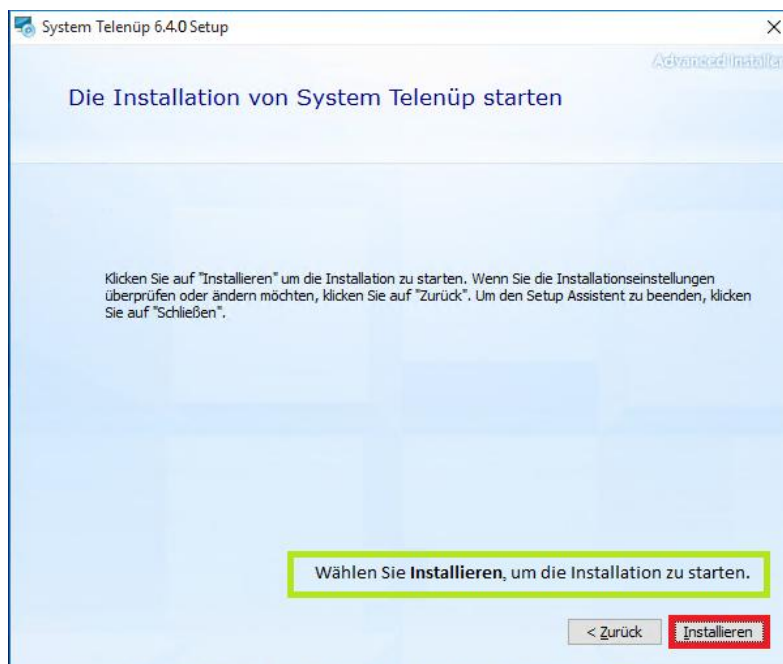 System Telenüp 6.4.0 Setup
Advanced Installer
Die Installation von System Telenüp starten
Klicken Sie auf "Installieren" um die Installation zu starten. Wenn Sie die Installationseinstellungen
überprüfen oder ändern möchten, klicken Sie auf "Zurück". Um den Setup Assistent zu beenden, klicken
Sie auf "Schließen".
Wählen Sie Installieren, um die Installation zu starten.
< Zurück
Installieren